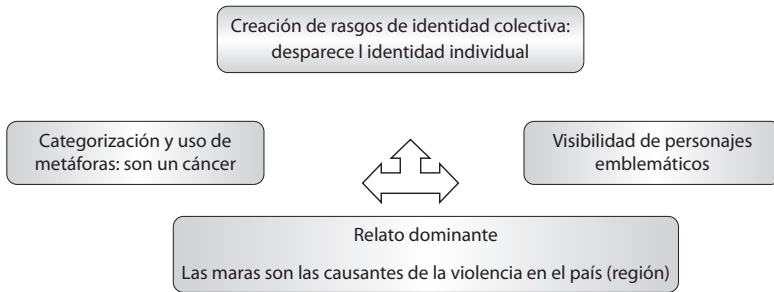 Creación de rasgos de identidad colectiva:
desparece l identidad individual
Categorización y uso de
metáforas: son un cáncer
Visibilidad de personajes
emblemáticos
Relato dominante
Las maras son las causantes de la violencia en el país (región)